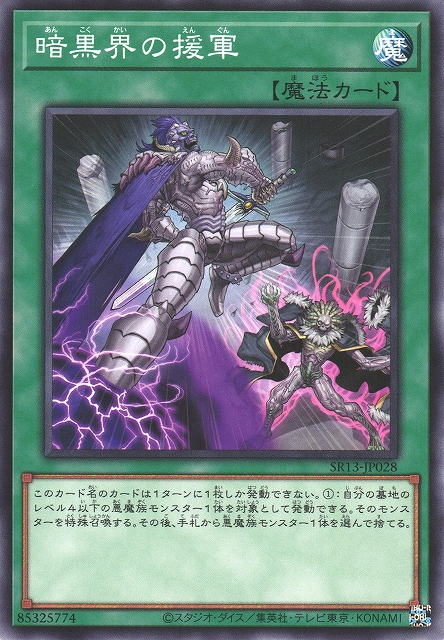 暗黒界の援軍
魔
【魔法カード】
SR13-JP028
このカード名のカードは1ターンに1枚しか発動できない。①：自分の墓地の
レベル4以下の悪魔族モンスター1体を対象として発動できる。そのモンス
ターを特殊召喚する。その後、手札から悪魔族モンスター1体を選んで捨てる。
85325774
©スタジオ・ダイス／集英社・テレビ東京・KONAMI